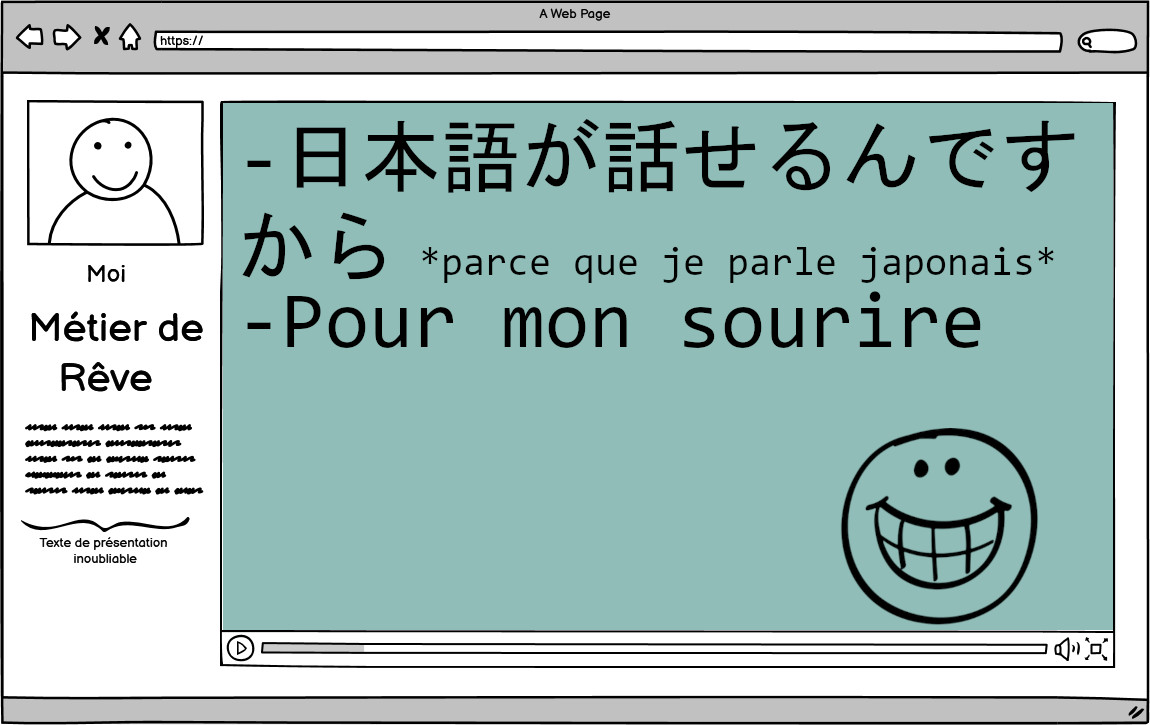 A Web Page
https://
Moi
Métier de
Rêve
Texte de présentation
inoubliable
-日本語が話せるんです
から *parce que je parle japonais*
-Pour mon sourire